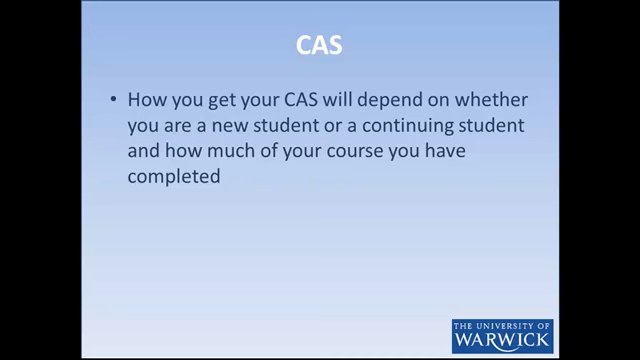 CAS
• How you get your CAS will depend on whether
you are a new student or a continuing student
and how much of your course you have
completed
THE UNIVERSITY OF
WARWICK